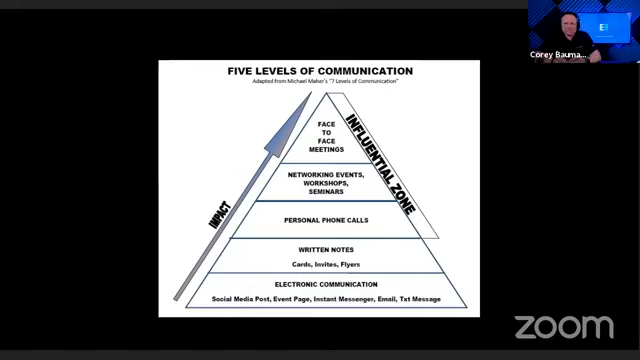 Corey Bauma...
FIVE LEVELS OF COMMUNICATION
Adapted from Michael Maher's "7 Levels of Communication"
FACE
TO
FACE
MEETINGS
INFLUENTIAL ZONE
NETWORKING EVENTS,
WORKSHOPS,
SEMINARS
IMPACT
PERSONAL PHONE CALLS
WRITTEN NOTES
Cards, Invites, Flyers
ELECTRONIC COMMUNICATION
Social Media Post, Event Page, Instant Messenger, Email, Txt Message
zoom